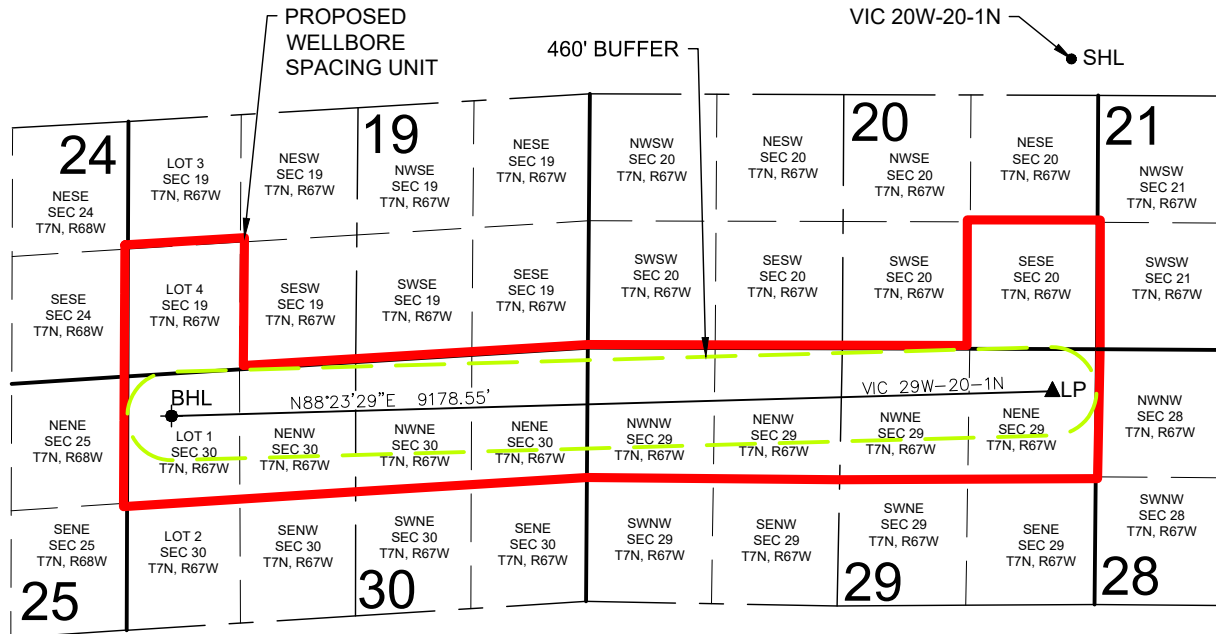 PROPOSED
WELLBORE
SPACING UNIT
460' BUFFER
VIC 20W-20-1N
SHL
24
19
20
21
LOT 3
SEC 19
T7N, R67W
NESW
SEC 19
T7N, R67W
NWSE
SEC 19
T7N, R67W
NESE
SEC 19
T7N, R67W
NWSW
SEC 20
T7N, R67W
NESW
SEC 20
T7N, R67W
NWSE
SEC 20
T7N, R67W
NESE
SEC 20
T7N, R67W
NWSW
SEC 21
T7N, R67W
NESE
SEC 24
T7N, R68W
SESE
SEC 24
T7N, R68W
LOT 4
SEC 19
T7N, R67W
SESW
SEC 19
T7N, R67W
SWSE
SEC 19
T7N, R67W
SESE
SEC 19
T7N, R67W
SWSW
SEC 20
T7N, R67W
SESW
SEC 20
T7N, R67W
SWSE
SEC 20
T7N, R67W
SESE
SEC 20
T7N, R67W
SWSW
SEC 21
T7N, R67W
BHL
N88°23'29"E 9178.55'
VIC 29W-20-1N
LP
NENE
SEC 25
T7N, R68W
LOT 1
SEC 30
T7N, R67W
NENW
SEC 30
T7N, R67W
NWNE
SEC 30
T7N, R67W
NENE
SEC 30
T7N, R67W
NWNW
SEC 29
T7N, R67W
NENW
SEC 29
T7N, R67W
NWNE
SEC 29
T7N, R67W
NENE
SEC 29
T7N, R67W
NWNW
SEC 28
T7N, R67W
SENE
SEC 25
T7N, R68W
LOT 2
SEC 30
T7N, R67W
SENW
SEC 30
T7N, R67W
SWNE
SEC 30
T7N, R67W
SENE
SEC 30
T7N, R67W
SWNW
SEC 29
T7N, R67W
SENW
SEC 29
T7N, R67W
SWNE
SEC 29
T7N, R67W
SENE
SEC 29
T7N, R67W
SWNW
SEC 28
T7N, R67W
25
30
29
28